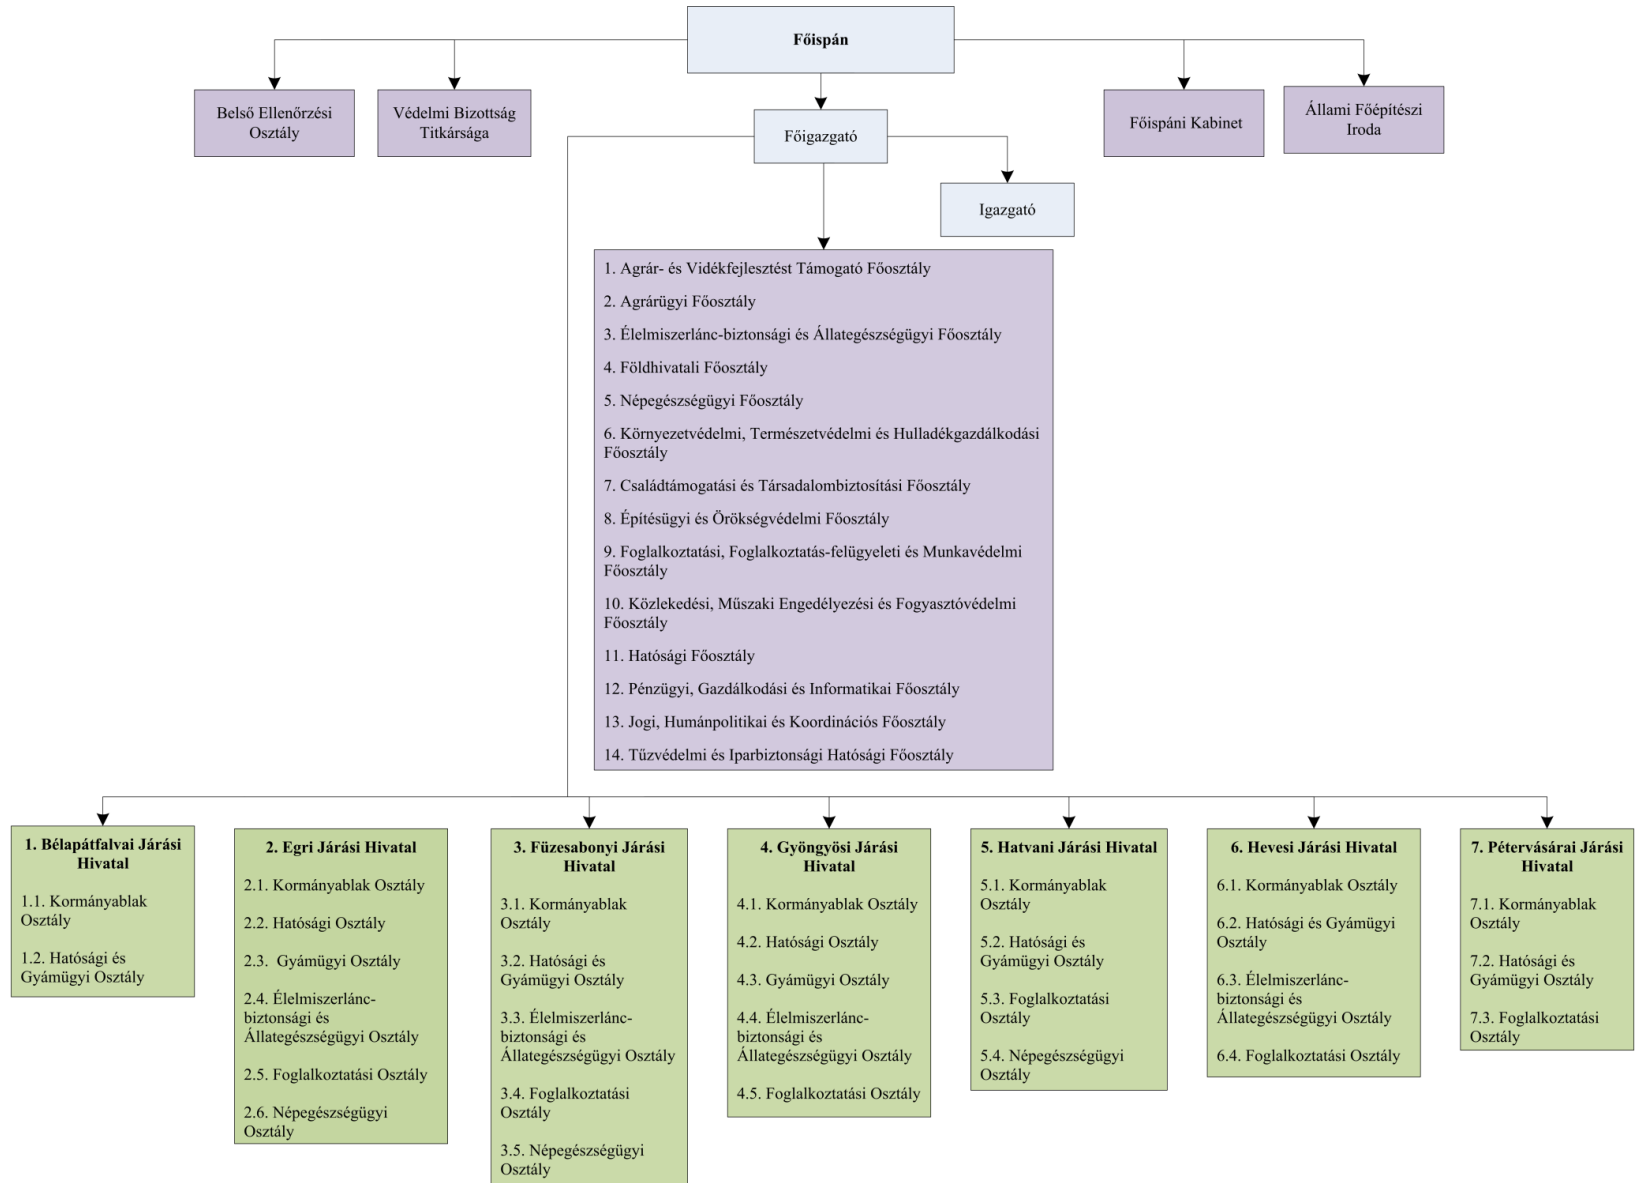 Főispán
Belső Ellenőrzési
Osztály
Védelmi Bizottság
Titkársága
Főigazgató
Főispáni Kabinet
Állami Főépítészi
Iroda
Igazgató
1. Agrár- és Vidékfejlesztést Támogató Főosztály
2. Agrárügyi Főosztály
3. Élelmiszerlánc-biztonsági és Állategészségügyi Főosztály
4. Földhivatali Főosztály
5. Népegészségügyi Főosztály
6. Környezetvédelmi, Természetvédelmi és Hulladékgazdálkodási
Főosztály
7. Családtámogatási és Társadalombiztosítási Főosztály
8. Építésügyi és Örökségvédelmi Főosztály
9. Foglalkoztatási, Foglalkoztatás-felügyeleti és Munkavédelmi
Főosztály
10. Közlekedési, Műszaki Engedélyezési és Fogyasztóvédelmi
Főosztály
11. Hatósági Főosztály
12. Pénzügyi, Gazdálkodási és Informatikai Főosztály
13. Jogi, Humánpolitikai és Koordinációs Főosztály
14. Tűzvédelmi és Iparbiztonsági Hatósági Főosztály
1. Bélapátfalvai Járási
Hivatal
1.1. Kormányablak
Osztály
1.2. Hatósági és
Gyámügyi Osztály
2. Egri Járási Hivatal
2.1. Kormányablak Osztály
2.2. Hatósági Osztály
2.3. Gyámügyi Osztály
2.4. Élelmiszerlánc-
biztonsági és
Állategészségügyi Osztály
2.5. Foglalkoztatási Osztály
2.6. Népegészségügyi
Osztály
3. Füzesabonyi Járási
Hivatal
3.1. Kormányablak
Osztály
3.2. Hatósági és
Gyámügyi Osztály
3.3. Élelmiszerlánc-
biztonsági és
Állategészségügyi Osztály
3.4. Foglalkoztatási
Osztály
3.5. Népegészségügyi
Osztály
4. Gyöngyösi Járási
Hivatal
4.1. Kormányablak Osztály
4.2. Hatósági Osztály
4.3. Gyámügyi Osztály
4.4. Élelmiszerlánc-
biztonsági és
Állategészségügyi Osztály
4.5. Foglalkoztatási Osztály
5. Hatvani Járási Hivatal
5.1. Kormányablak
Osztály
5.2. Hatósági és
Gyámügyi Osztály
5.3. Foglalkoztatási
Osztály
5.4. Népegészségügyi
Osztály
6. Hevesi Járási Hivatal
6.1. Kormányablak Osztály
6.2. Hatósági és Gyámügyi
Osztály
6.3. Élelmiszerlánc-
biztonsági és
Állategészségügyi Osztály
6.4. Foglalkoztatási Osztály
7. Pétervásárai Járási
Hivatal
7.1. Kormányablak
Osztály
7.2. Hatósági és
Gyámügyi Osztály
7.3. Foglalkoztatási
Osztály